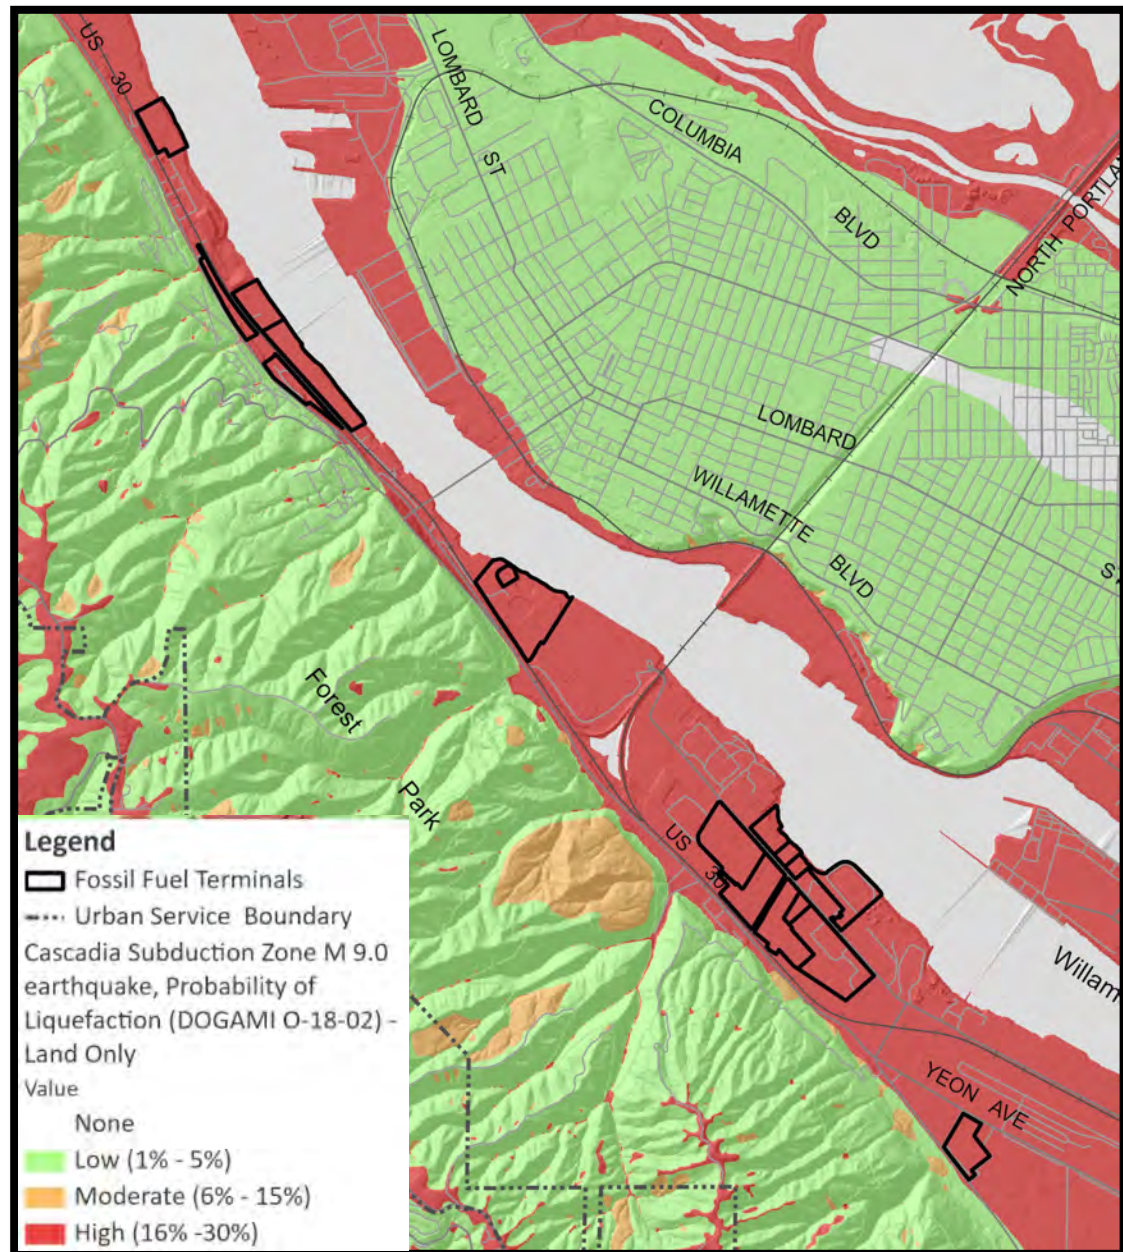 US 30
LOMBARD ST
COLUMBIA BLVD
NORTH PORTLAN
LOMBARD
S
WILLAMETTE BLVD
Forest Park
US 30
Willam
YEON AVE
Legend
Fossil Fuel Terminals
Urban Service Boundary
Cascadia Subduction Zone M 9.0
earthquake, Probability of
Liquefaction (DOGAMI O-18-02) -
Land Only
Value
None
Low (1% - 5%)
Moderate (6% - 15%)
High (16% -30%)